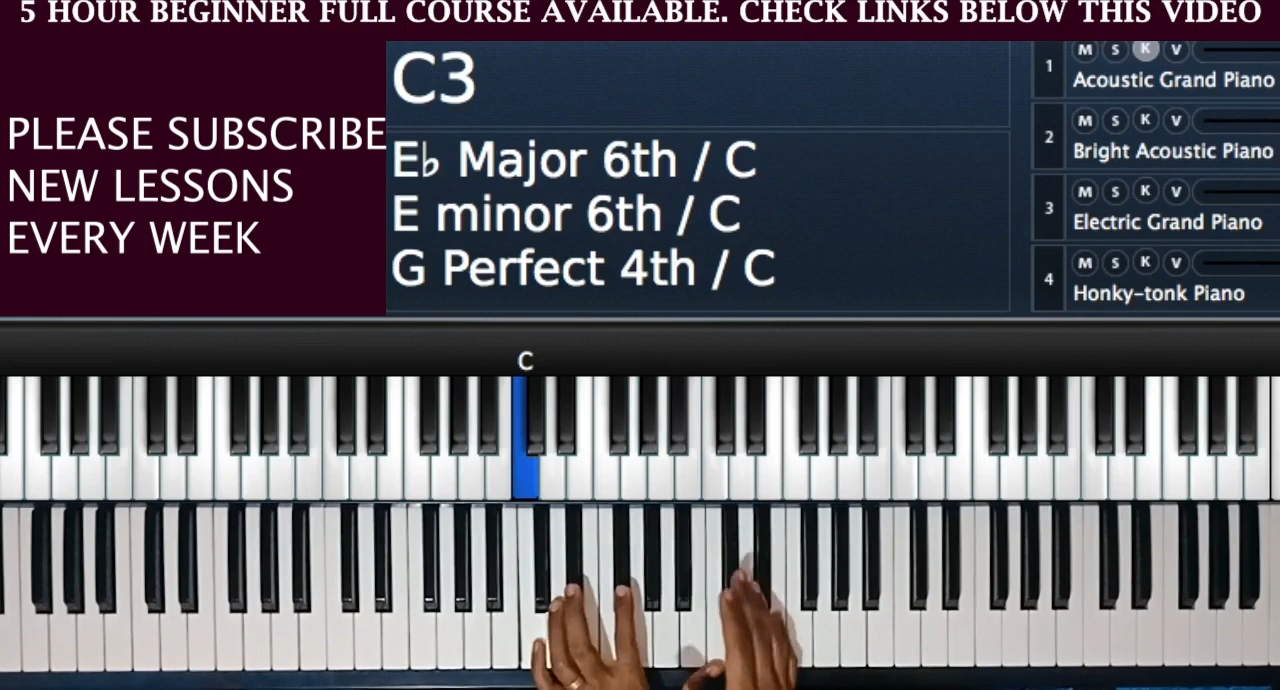 5 HOUR BEGINNER FULL COURSE AVAILABLE. CHECK LINKS BELOW THIS VIDEO
PLEASE SUBSCRIBE
NEW LESSONS
EVERY WEEK
C3
E♭ Major 6th / C
E minor 6th / C
G Perfect 4th / C
1 M S K V
Acoustic Grand Piano
2 M S K V
Bright Acoustic Piano
3 M S K V
Electric Grand Piano
4 M S K V
Honky-tonk Piano
C